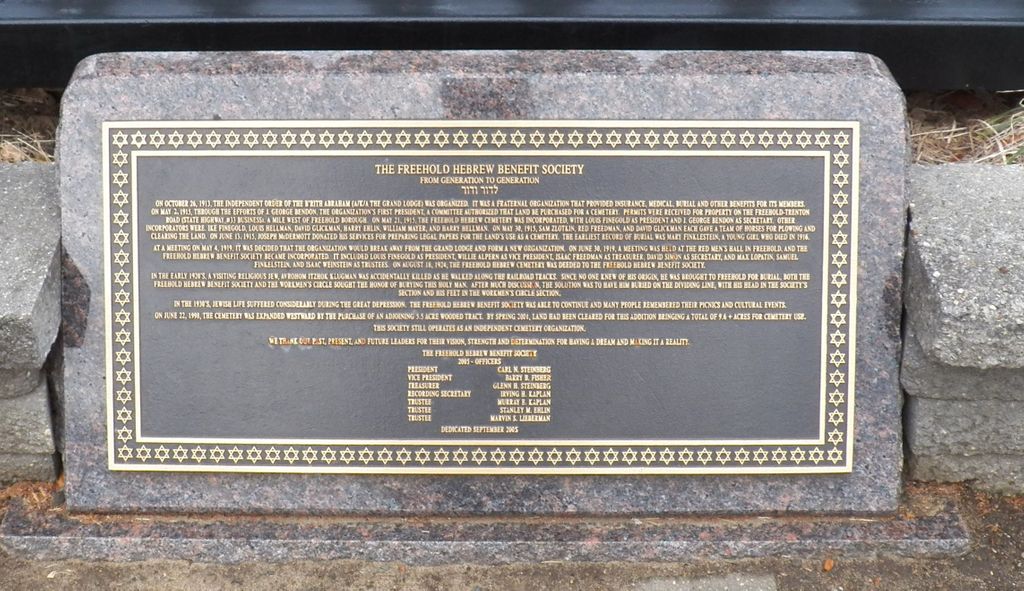 THE FREEHOLD HEBREW BENEFIT SOCIETY
FROM GENERATION TO GENERATION
לדור ודור
ON OCTOBER 26, 1913, THE INDEPENDENT ORDER OF THE B'RITH ABRAHAM (A/K/A THE GRAND LODGE) WAS ORGANIZED. IT WAS A FRATERNAL ORGANIZATION THAT PROVIDED INSURANCE, MEDICAL, BURIAL AND OTHER BENEFITS FOR ITS MEMBERS.
ON MAY 2, 1915, THROUGH THE EFFORTS OF J. GEORGE BENDON, THE ORGANIZATION'S FIRST PRESIDENT, A COMMITTEE AUTHORIZED THAT LAND BE PURCHASED FOR A CEMETERY. PERMITS WERE RECEIVED FOR PROPERTY ON THE FREEHOLD-TRENTON
ROAD (STATE HIGHWAY #33 BUSINESS) A MILE WEST OF FREEHOLD BOROUGH. ON MAY 21, 1915, THE FREEHOLD HEBREW CEMETERY WAS INCORPORATED, WITH LOUIS FINEGOLD AS PRESIDENT AND J. GEORGE BENDON AS SECRETARY. OTHER
INCORPORATORS WERE IKE FINEGOLD, LOUIS HELLMAN, DAVID GLICKMAN, HARRY EHLIN, WILLIAM MAYER, AND HARRY HELLMAN. ON MAY 30, 1915, SAM ZLOTKIN, RED FREEDMAN, AND DAVID GLICKMAN EACH GAVE A TEAM OF HORSES FOR PLOWING AND
CLEARING THE LAND. ON JUNE 13, 1915, JOSEPH McDERMOTT DONATED HIS SERVICES FOR PREPARING LEGAL PAPERS FOR THE LAND'S USE AS A CEMETERY. THE EARLIEST RECORD OF BURIAL WAS MARY FINKLESTEIN, A YOUNG GIRL WHO DIED IN 1916.
AT A MEETING ON MAY 4, 1919, IT WAS DECIDED THAT THE ORGANIZATION WOULD BREAK AWAY FROM THE GRAND LODGE AND FORM A NEW ORGANIZATION. ON JUNE 30, 1919, A MEETING WAS HELD AT THE RED MEN'S HALL IN FREEHOLD, AND THE
FREEHOLD HEBREW BENEFIT SOCIETY BECAME INCORPORATED. IT INCLUDED LOUIS FINEGOLD AS PRESIDENT, WILLIE ALPERN AS VICE PRESIDENT, ISAAC FREEDMAN AS TREASURER, DAVID SIMON AS SECRETARY, AND MAX LOPATIN, SAMUEL
FINKELSTEIN, AND ISAAC WEINSTEIN AS TRUSTEES. ON AUGUST 18, 1924, THE FREEHOLD HEBREW CEMETERY WAS DEEDED TO THE FREEHOLD HEBREW BENEFIT SOCIETY.
IN THE EARLY 1920'S, A VISITING RELIGIOUS JEW, AVROHOM ITZHOK KLUGMAN WAS ACCIDENTALLY KILLED AS HE WALKED ALONG THE RAILROAD TRACKS. SINCE NO ONE KNEW OF HIS ORIGIN, HE WAS BROUGHT TO FREEHOLD FOR BURIAL. BOTH THE
FREEHOLD HEBREW BENEFIT SOCIETY AND THE WORKMEN'S CIRCLE SOUGHT THE HONOR OF BURYING THIS HOLY MAN. AFTER MUCH DISCUSSION, THE SOLUTION WAS TO HAVE HIM BURIED ON THE DIVIDING LINE, WITH HIS HEAD IN THE SOCIETY'S
SECTION AND HIS FEET IN THE WORKMEN'S CIRCLE SECTION.
IN THE 1930'S, JEWISH LIFE SUFFERED CONSIDERABLY DURING THE GREAT DEPRESSION. THE FREEHOLD HEBREW BENEFIT SOCIETY WAS ABLE TO CONTINUE AND MANY PEOPLE REMEMBERED THEIR PICNICS AND CULTURAL EVENTS.
ON JUNE 22, 1990, THE CEMETERY WAS EXPANDED WESTWARD BY THE PURCHASE OF AN ADJOINING 5.5 ACRE WOODED TRACT. BY SPRING 2001, LAND HAD BEEN CLEARED FOR THIS ADDITION BRINGING A TOTAL OF 9.6 + ACRES FOR CEMETERY USE.
THIS SOCIETY STILL OPERATES AS AN INDEPENDENT CEMETERY ORGANIZATION.
WE THANK OUR PAST, PRESENT, AND FUTURE LEADERS FOR THEIR VISION, STRENGTH AND DETERMINATION FOR HAVING A DREAM AND MAKING IT A REALITY.
THE FREEHOLD HEBREW BENEFIT SOCIETY
2005 - OFFICERS
PRESIDENT CARL N. STEINBERG
VICE PRESIDENT BARRY B. FISHER
TREASURER GLENN H. STEINBERG
RECORDING SECRETARY IRVING H. KAPLAN
TRUSTEE MURRAY E. KAPLAN
TRUSTEE STANLEY M. EHLIN
TRUSTEE MARVIN S. LIEBERMAN
DEDICATED SEPTEMBER 2005